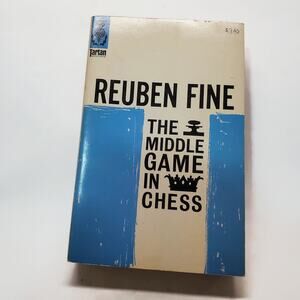 Tartan
REUBEN FINE
THE
MIDDLE
GAME
IN
CHESS